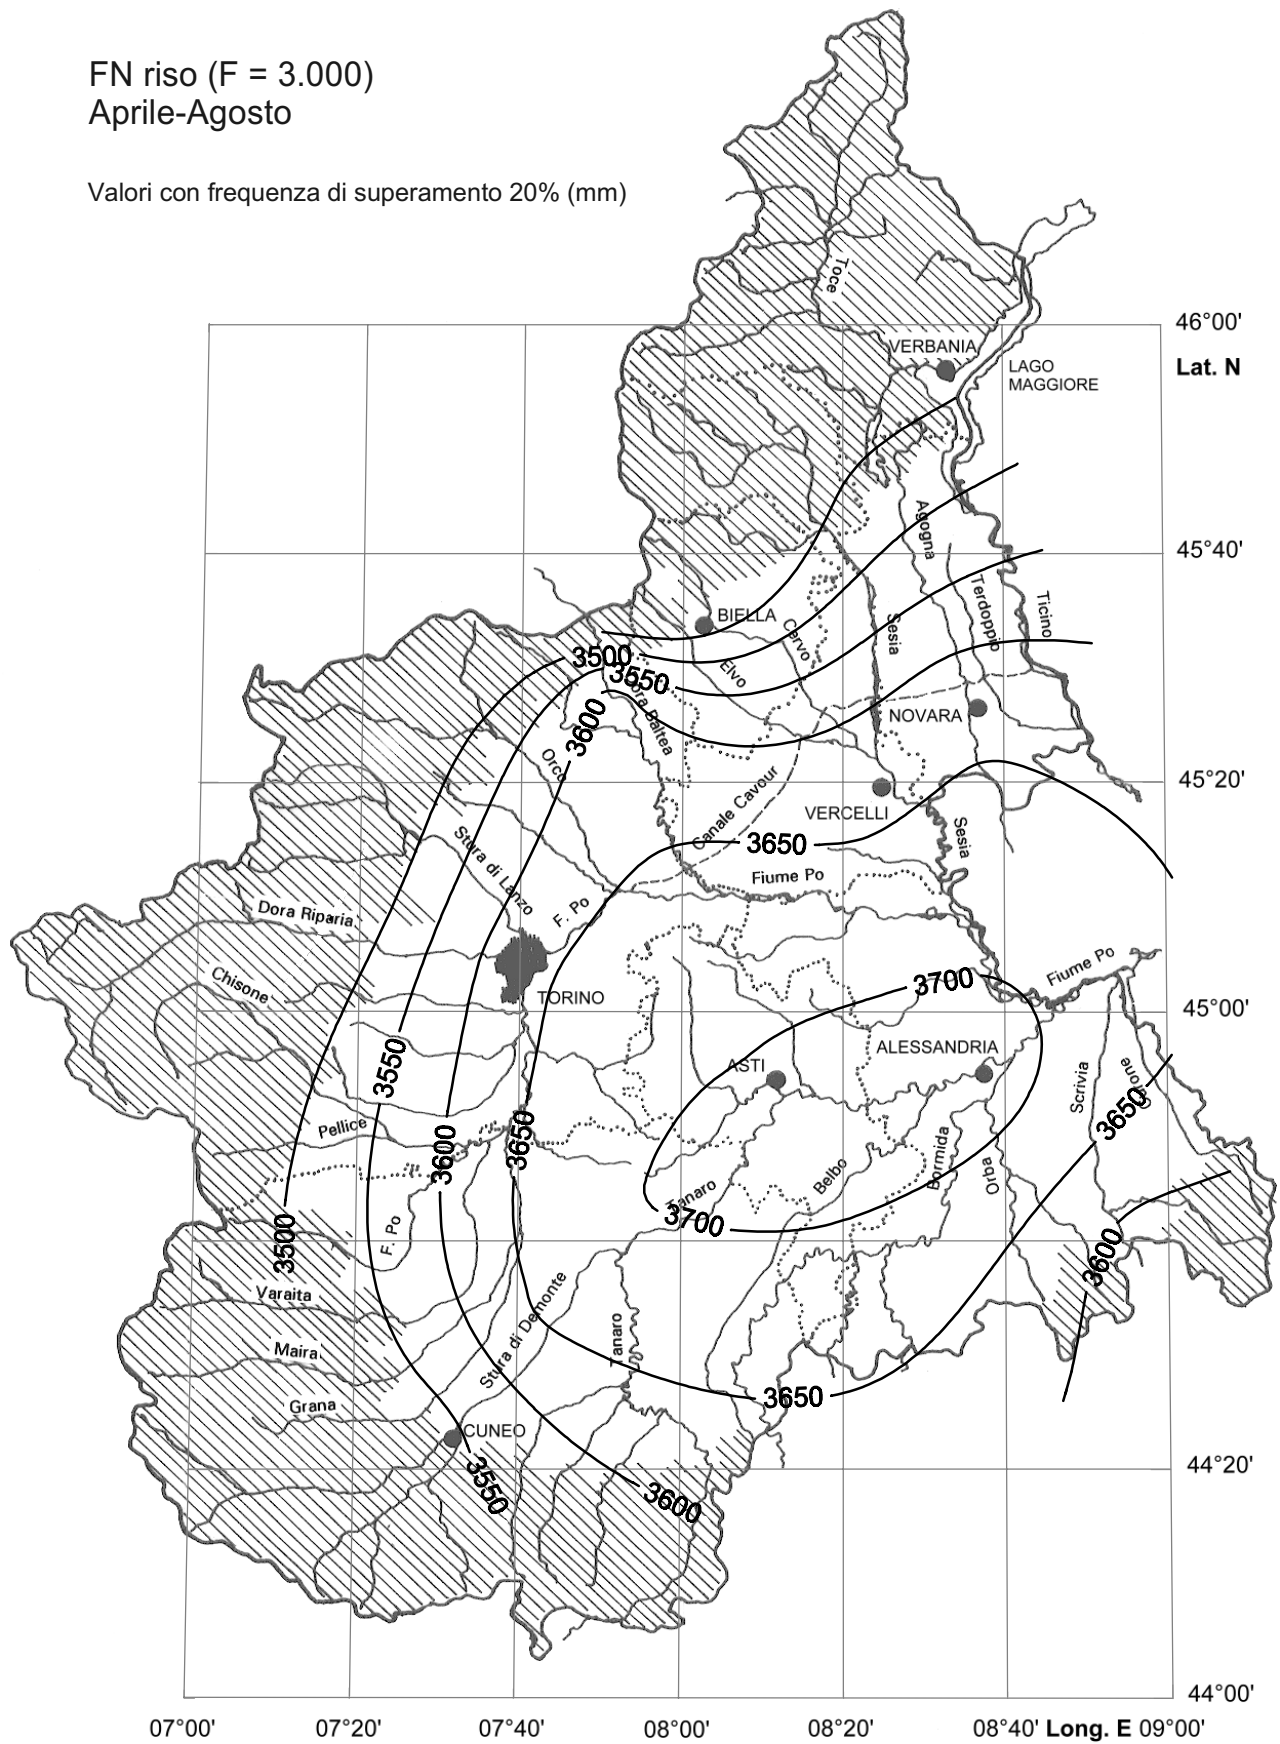 FN riso (F = 3.000)
Aprile-Agosto
Valori con frequenza di superamento 20% (mm)
Toce
46°00'
VERBANIA
Lat. N
LAGO
MAGGIORE
Agogna
45°40'
Terdoppio
Ticino
BIELLA
Cervo
Sesia
3500
Elvo
3550
Dora Baltea
3600
NOVARA
Orco
45°20'
Canale Cavour
VERCELLI
Stura di Lanzo
3650
Sesia
Fiume Po
Dora Riparia
F. Po
Fiume Po
Chisone
3700
TORINO
45°00'
ALESSANDRIA
3550
ASTI
Scrivia
Curone
3650
Pellice
3600
3650
Bormida
Orba
Belbo
Tanaro
3700
3500
F. Po
3600
Varaita
Stura di Demonte
Tanaro
Maira
3650
Grana
CUNEO
44°20'
3550
3600
44°00'
07°00'
07°20'
07°40'
08°00'
08°20'
08°40'
Long. E
09°00'